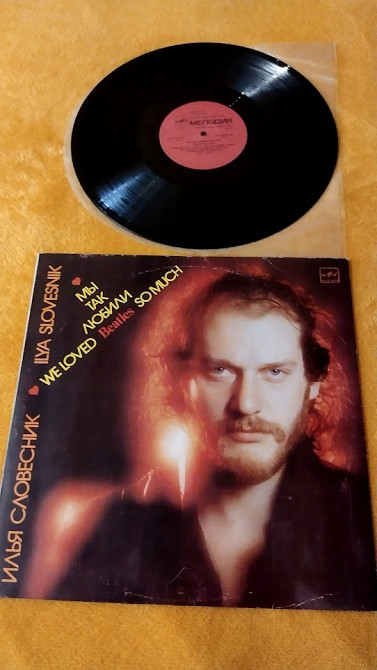 МЕЛОДИЯ
ИЛЬЯ СЛОВЕСНИК ILYA SLOVESNIK
МЫ
ТАК
ЛЮБИЛИ
WE LOVED Beatles SO MUCH